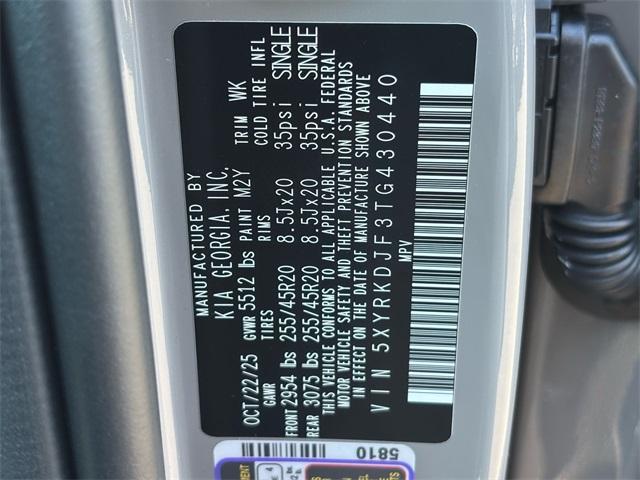 MANUFACTURED BY
KIA GEORGIA, INC.
OCT/22/25 GVWR 5512 lbs PAINT M2Y TRIM WK
GAWR TIRES RIMS COLD TIRE INFL
FRONT 2954 lbs 255/45R20 8.5Jx20 35psi SINGLE
REAR 3075 lbs 255/45R20 8.5Jx20 35psi SINGLE
THIS VEHICLE CONFORMS TO ALL APPLICABLE U.S.A. FEDERAL
MOTOR VEHICLE SAFETY AND THEFT PREVENTION STANDARDS
IN EFFECT ON THE DATE OF MANUFACTURE SHOWN ABOVE
VIN 5XYRKDJF3TG430440
MPV
5810